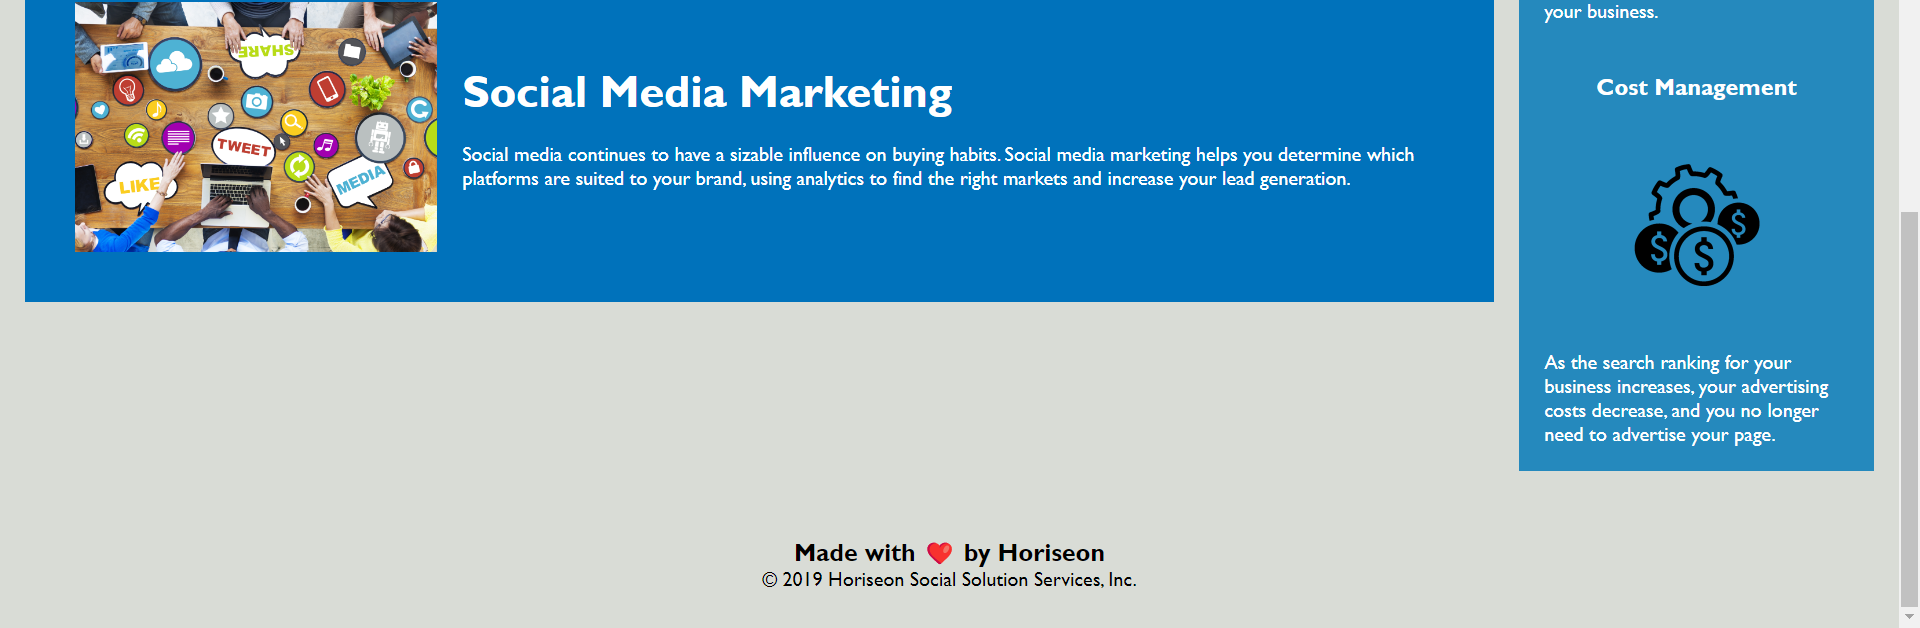 your business.
SHARE
TWEET
LIKE
MEDIA
Social Media Marketing
Social media continues to have a sizable influence on buying habits. Social media marketing helps you determine which
platforms are suited to your brand, using analytics to find the right markets and increase your lead generation.
Cost Management
$
$
$
As the search ranking for your
business increases, your advertising
costs decrease, and you no longer
need to advertise your page.
Made with ❤️ by Horiseon
© 2019 Horiseon Social Solution Services, Inc.